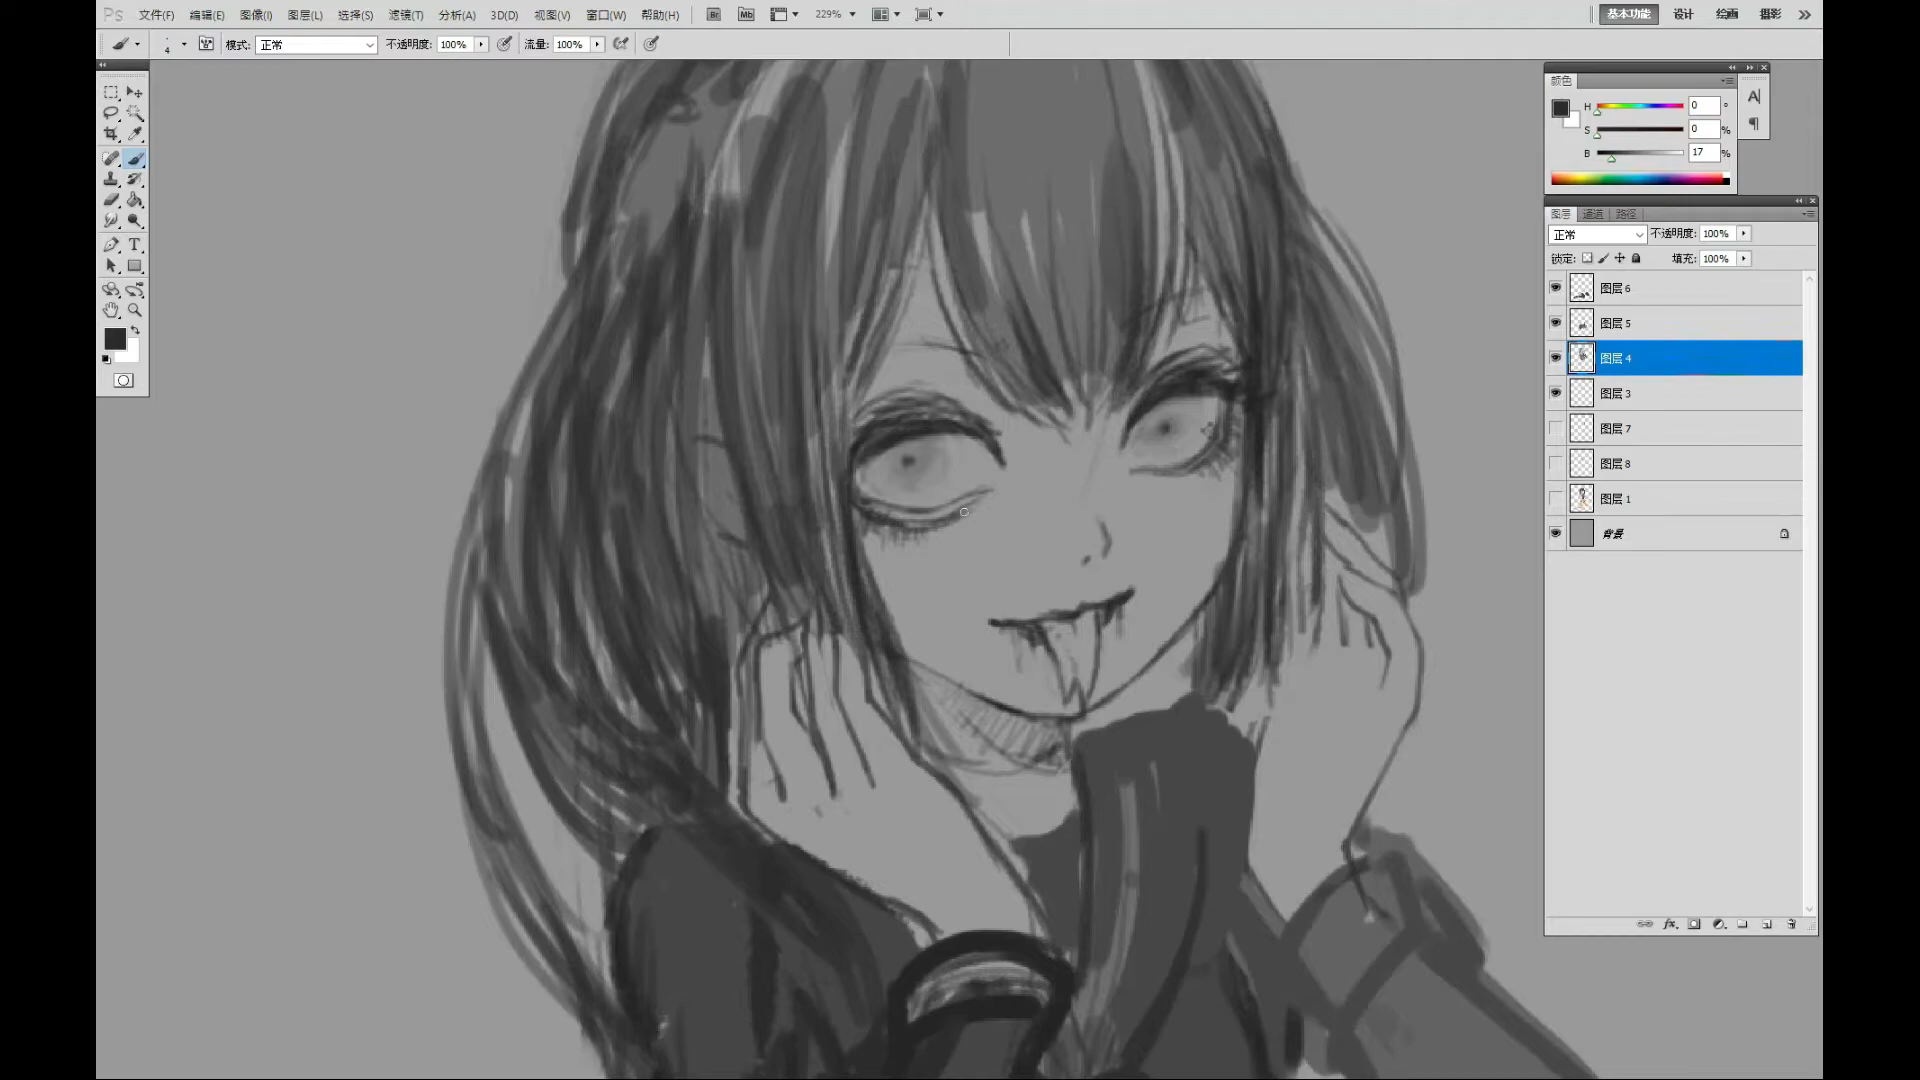 Ps 文件(F) 编辑(E) 图像(I) 图层(L) 选择(S) 滤镜(T) 分析(A) 3D(D) 视图(V) 窗口(W) 帮助(H) Br Mb 229% 基本功能 设计 绘画 摄影
4 模式: 正常 不透明度: 100% 流量: 100%
颜色
H 0 °
S 0 %
B 17 %
图层 通道 路径
正常 不透明度: 100%
锁定: 填充: 100%
图层 6
图层 5
图层 4
图层 3
图层 7
图层 8
图层 1
背景